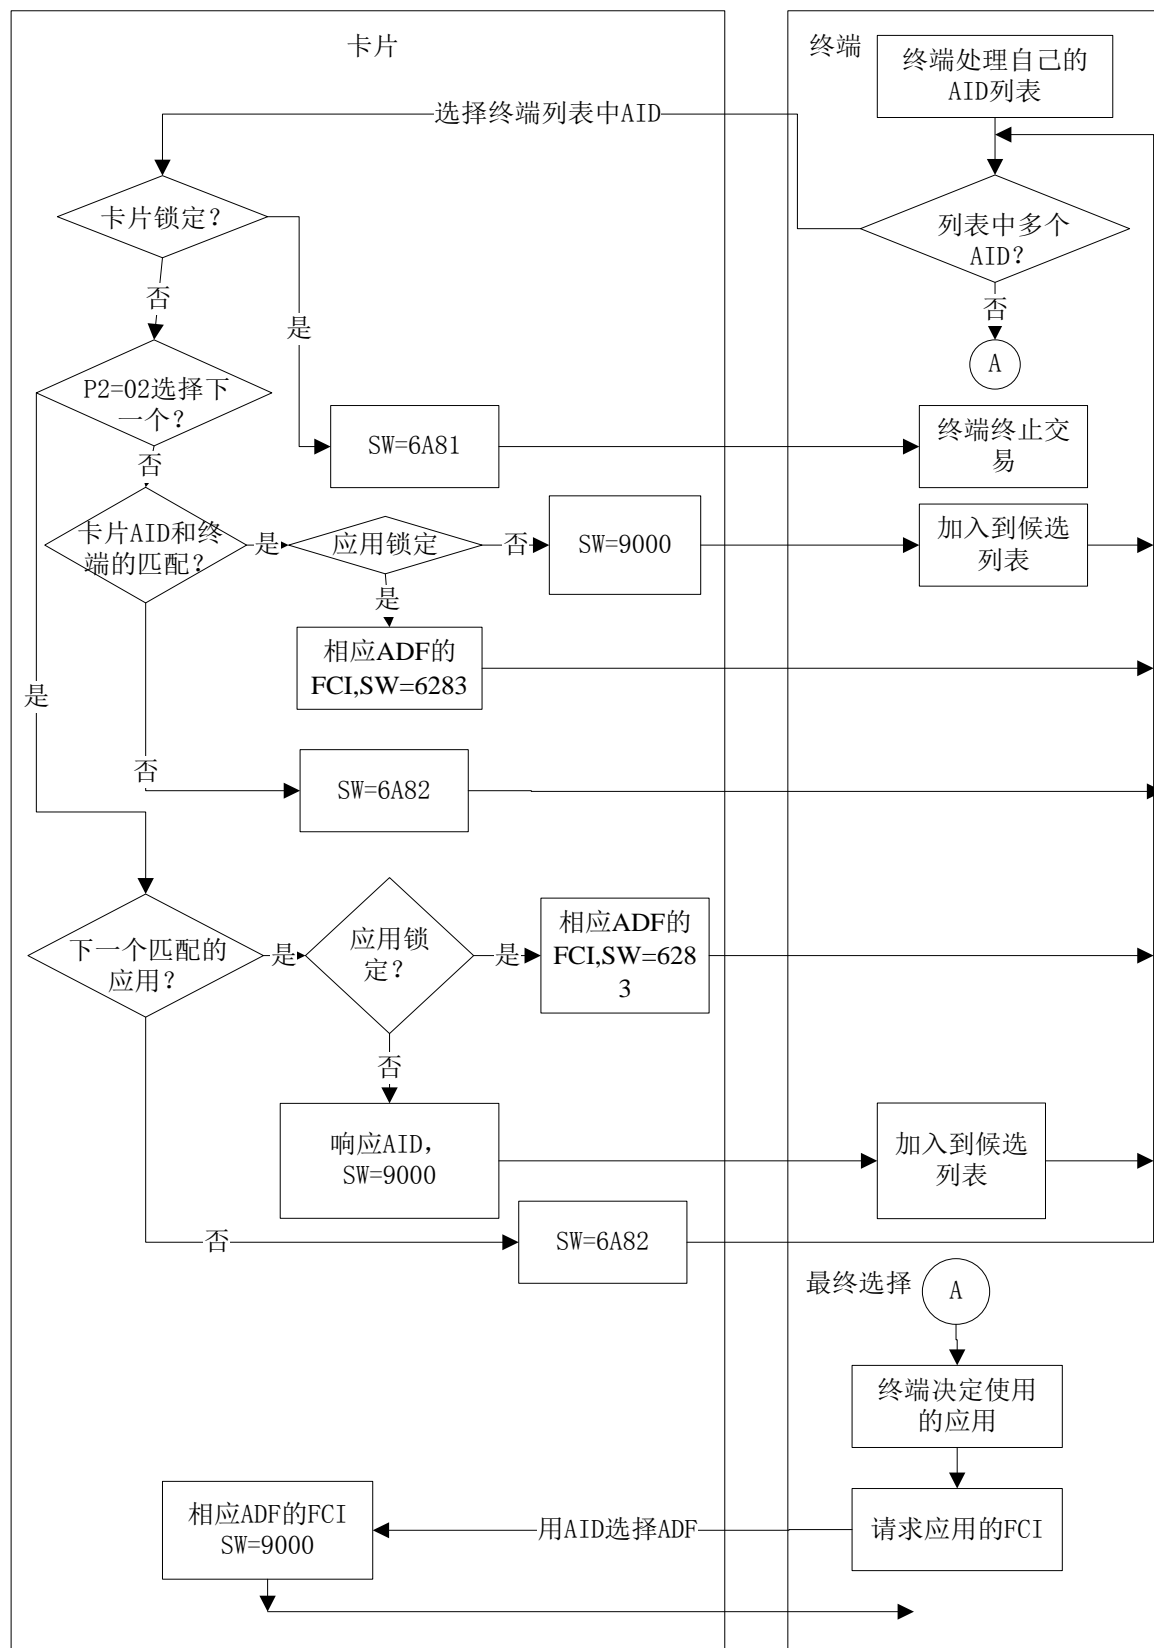 卡片
终端
终端处理自己的
AID列表
选择终端列表中AID
卡片锁定?
列表中多个
AID?
否
是
否
A
P2=02选择下
一个?
SW=6A81
终端终止交
易
否
卡片AID和终
端的匹配?
是
应用锁定
否
SW=9000
加入到候选
列表
是
相应ADF的
FCI,SW=6283
是
否
SW=6A82
下一个匹配的
应用?
是
应用锁
定?
是
相应ADF的
FCI,SW=628
3
否
响应AID，
SW=9000
加入到候选
列表
否
SW=6A82
最终选择
A
终端决定使用
的应用
相应ADF的FCI
SW=9000
用AID选择ADF
请求应用的FCI